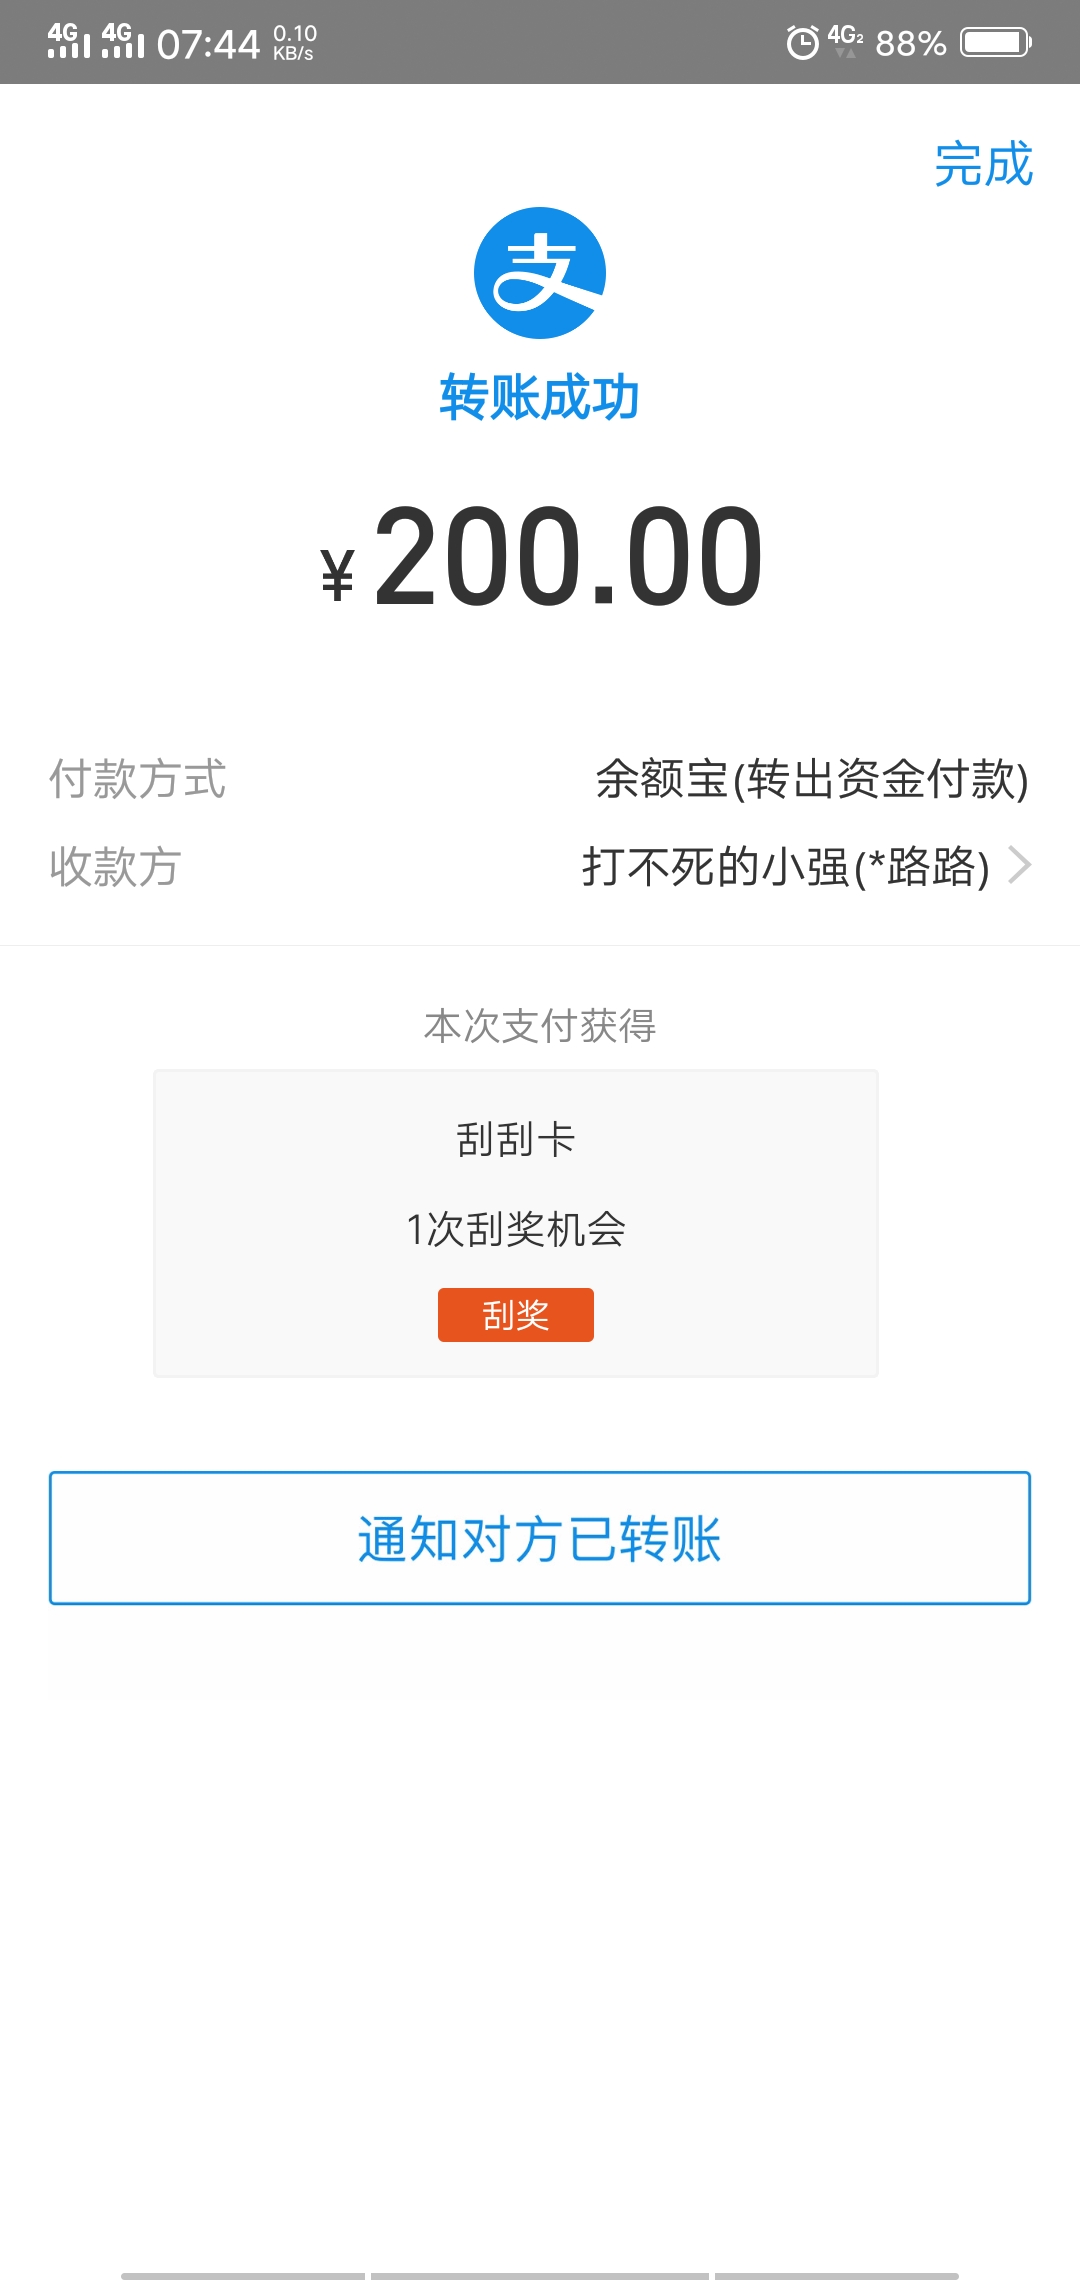 4G 4G 07:44 0.10 KB/s 4G2 88%
完成
支
转账成功
¥200.00
付款方式 余额宝(转出资金付款)
收款方 打不死的小强(*路路)
本次支付获得
刮刮卡
1次刮奖机会
刮奖
通知对方已转账